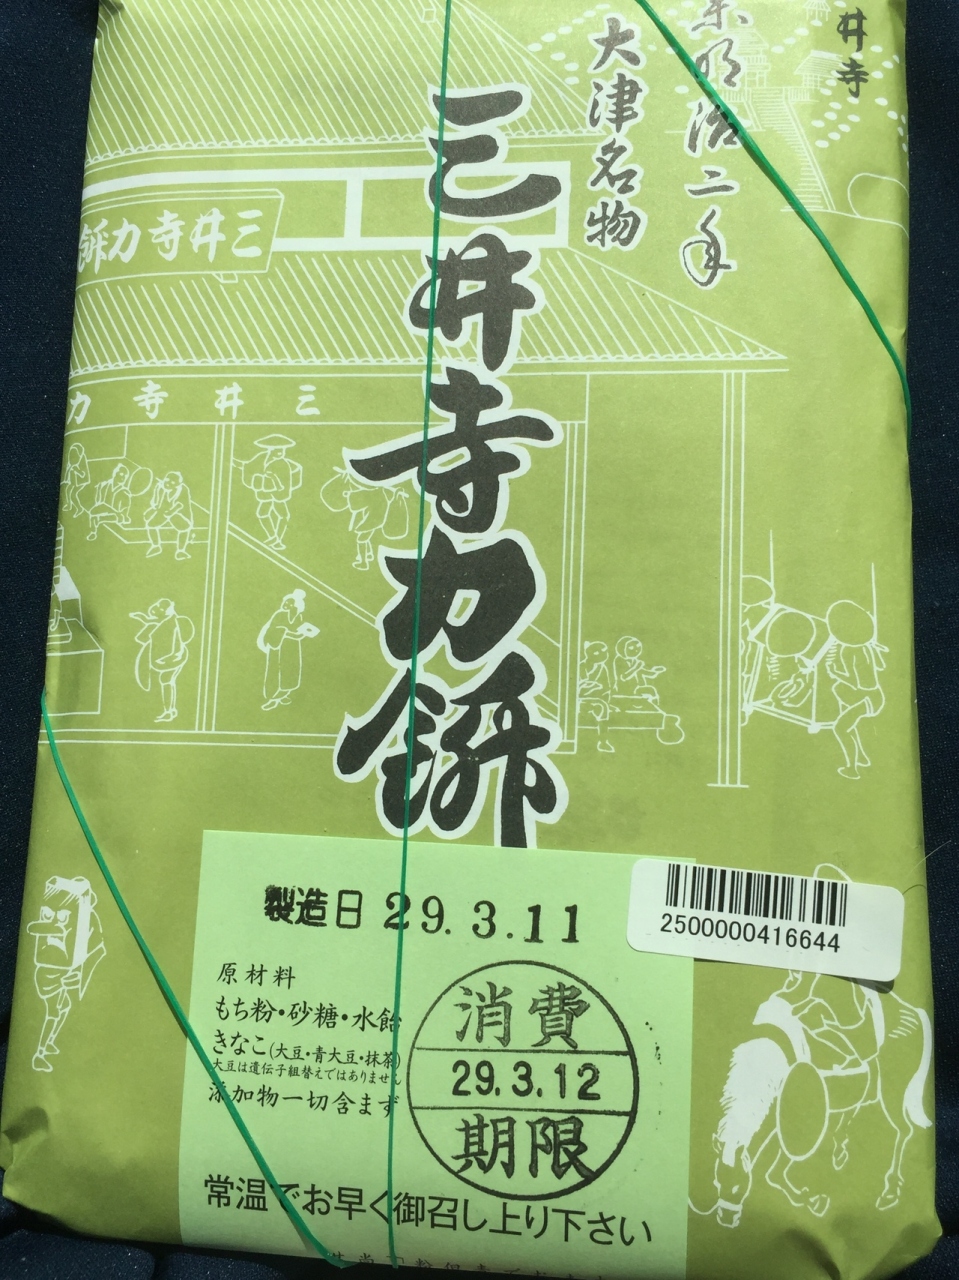 井寺
明治二年
大津名物
三井寺力餅
三井寺力餅
三井寺力
製造日 29.3.11
2500000416644
原材料
もち粉・砂糖・水飴
きなこ(大豆・青大豆・抹茶)
大豆は遺伝子組替えではありません
添加物一切含まず
消費
29.3.12
期限
常温でお早く御召し上り下さい